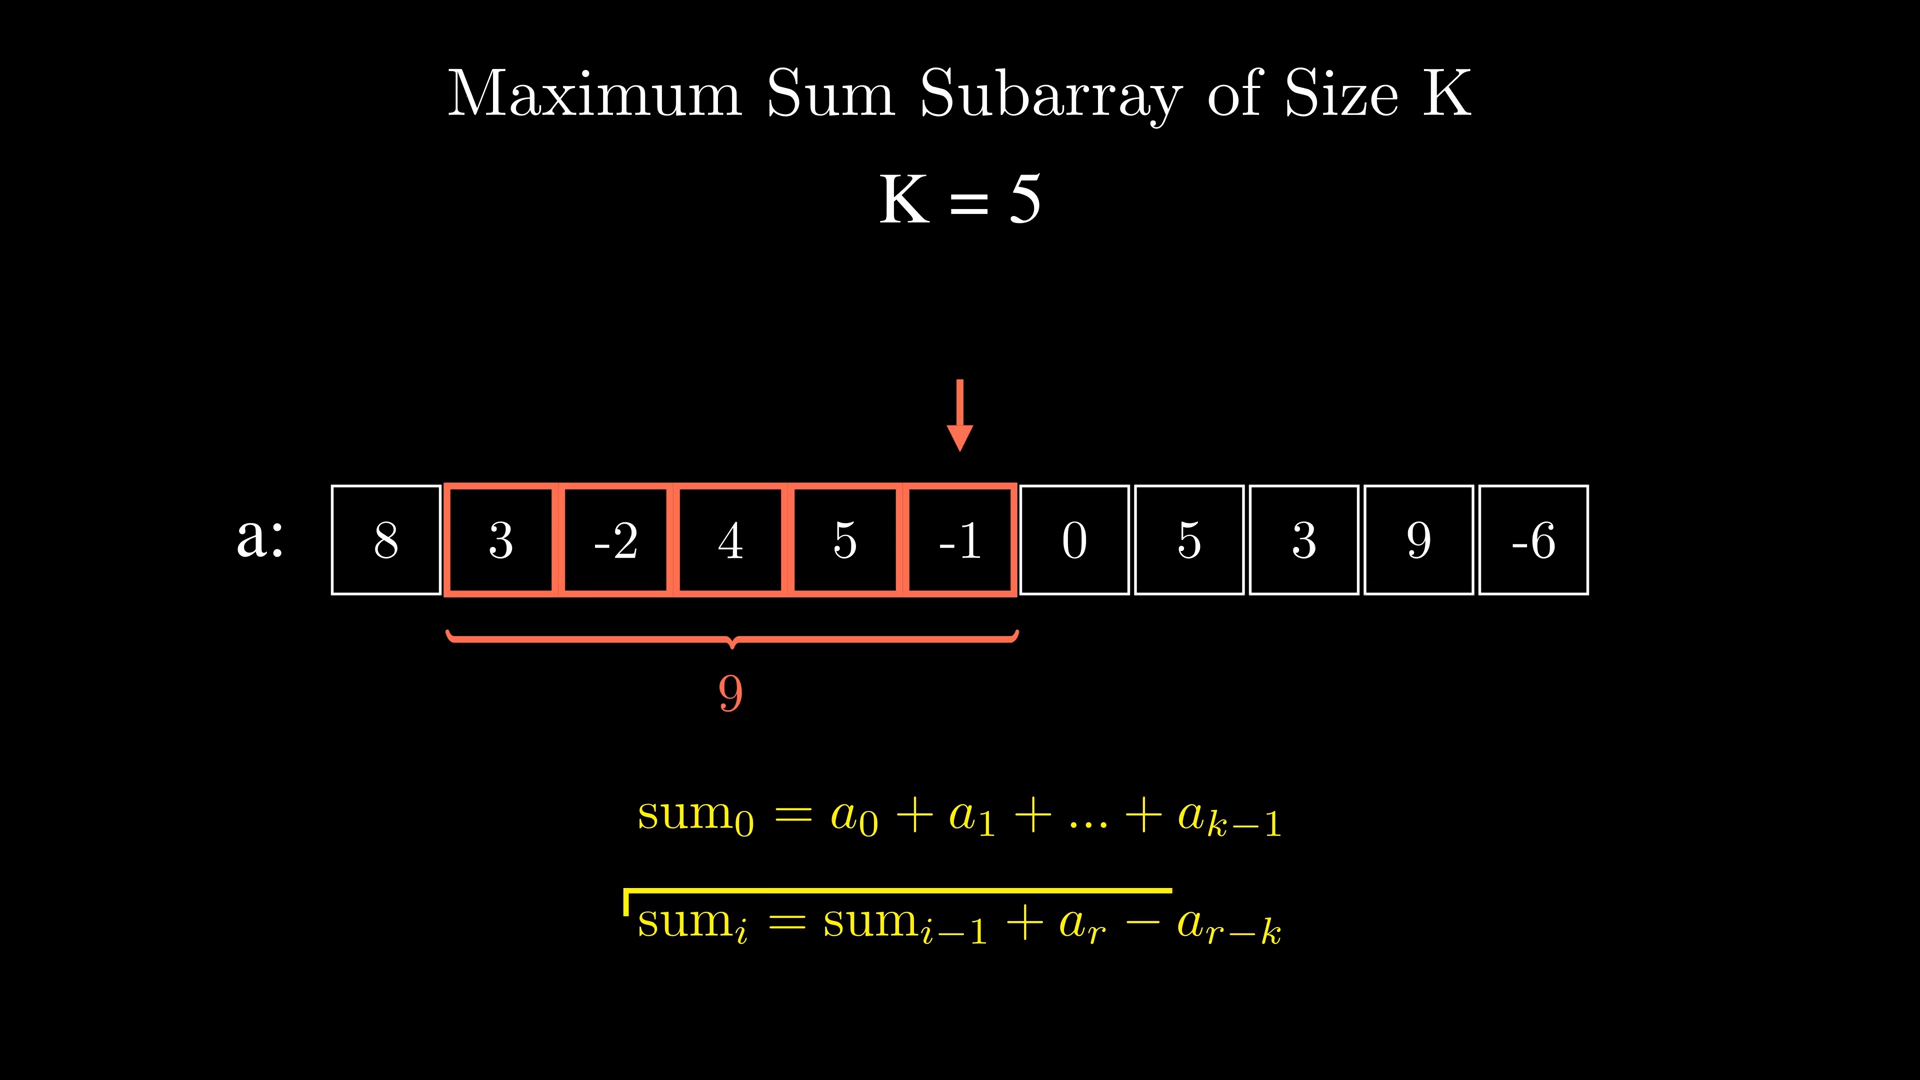 Maximum Sum Subarray of Size K
K = 5
a: 8 3 -2 4 5 -1 0 5 3 9 -6
9
sum₀ = a₀ + a₁ + ... + aₖ₋₁
sumᵢ = sumᵢ₋₁ + aᵣ − aᵣ₋ₖ